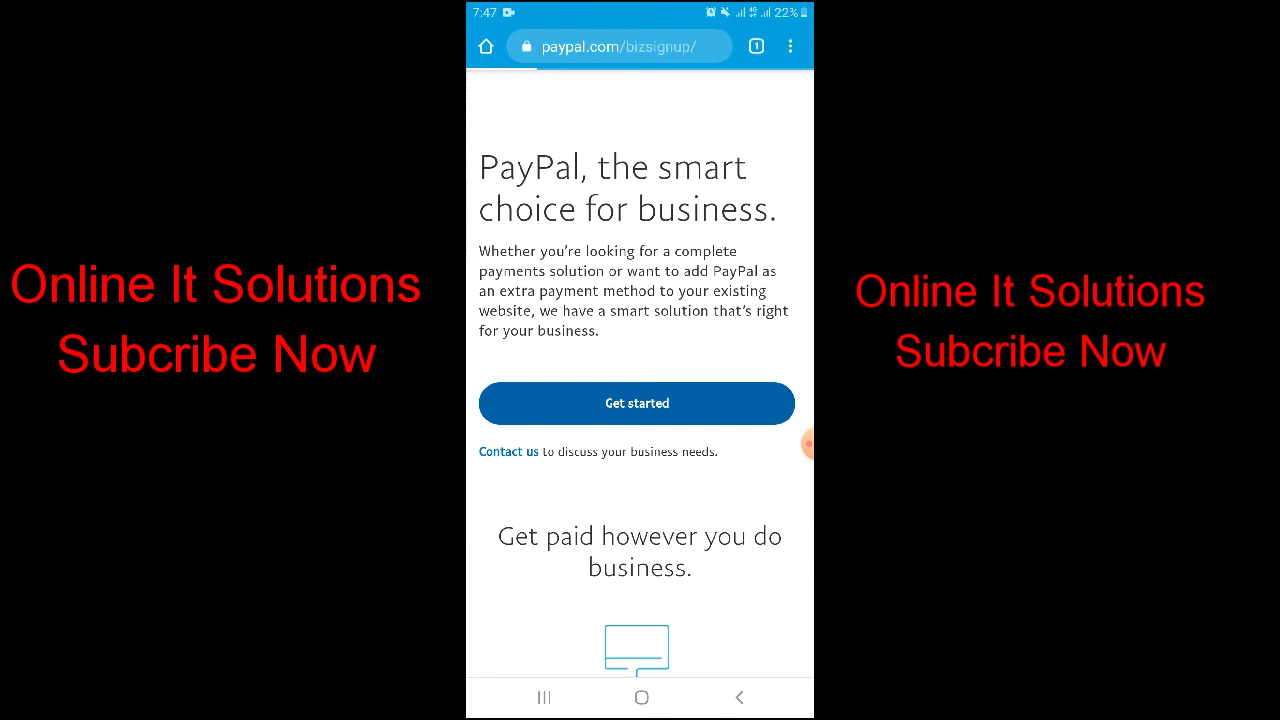 Online It Solutions
Subcribe Now
7:47
4G
22%
paypal.com/bizsignup/
1
PayPal, the smart
choice for business.
Whether you're looking for a complete
payments solution or want to add PayPal as
an extra payment method to your existing
website, we have a smart solution that's right
for your business.
Get started
Contact us to discuss your business needs.
Get paid however you do
business.
Online It Solutions
Subcribe Now